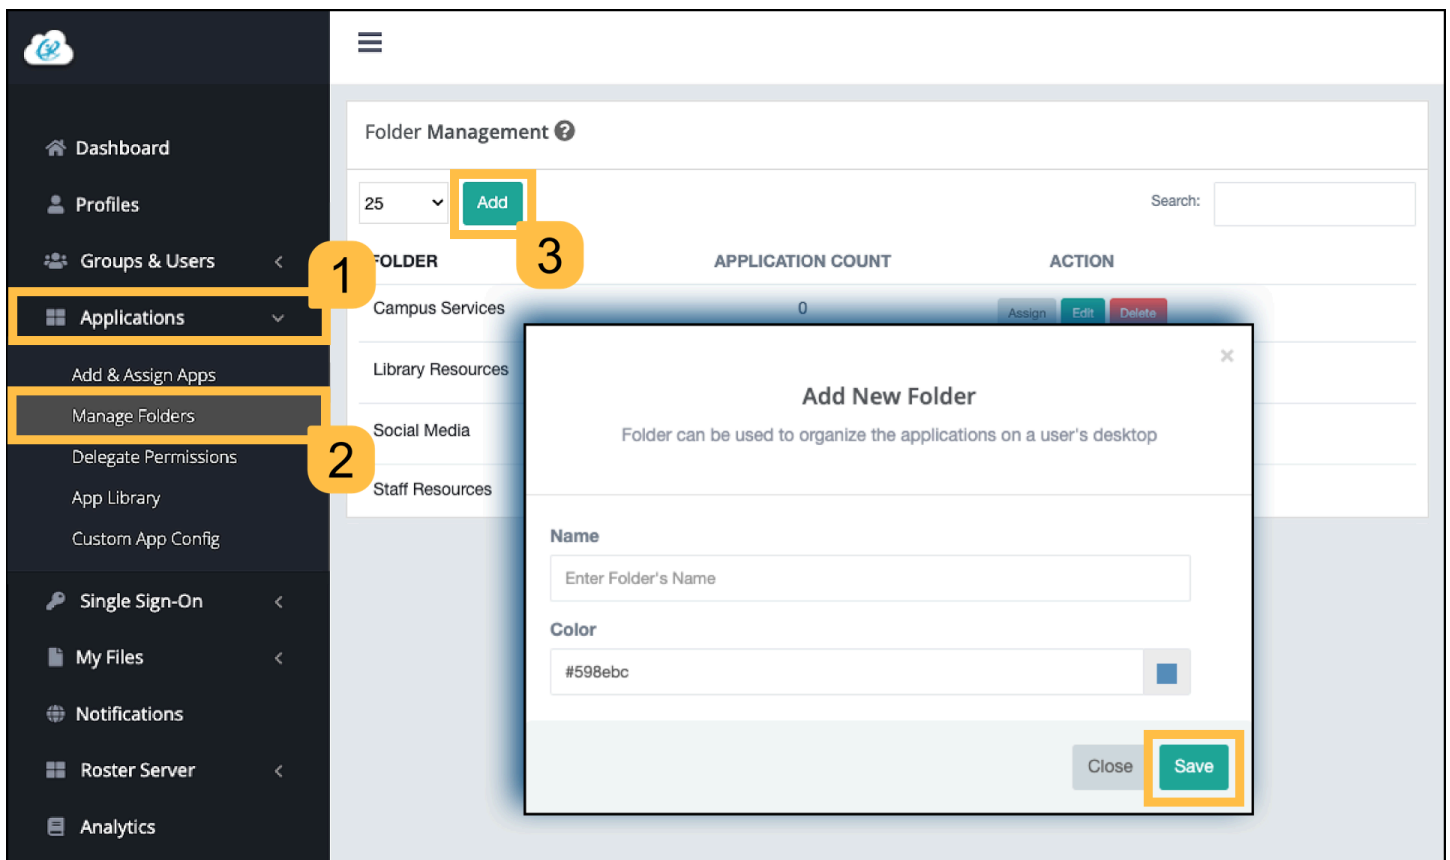 Dashboard
Profiles
Groups & Users
Applications
Add & Assign Apps
Manage Folders
Delegate Permissions
App Library
Custom App Config
Single Sign-On
My Files
Notifications
Roster Server
Analytics
1
2
Folder Management
25
Add
3
Search:
FOLDER APPLICATION COUNT ACTION
Campus Services 0 Assign Edit Delete
Library Resources
Social Media
Staff Resources
×
Add New Folder
Folder can be used to organize the applications on a user's desktop
Name
Enter Folder's Name
Color
#598ebc
Close Save